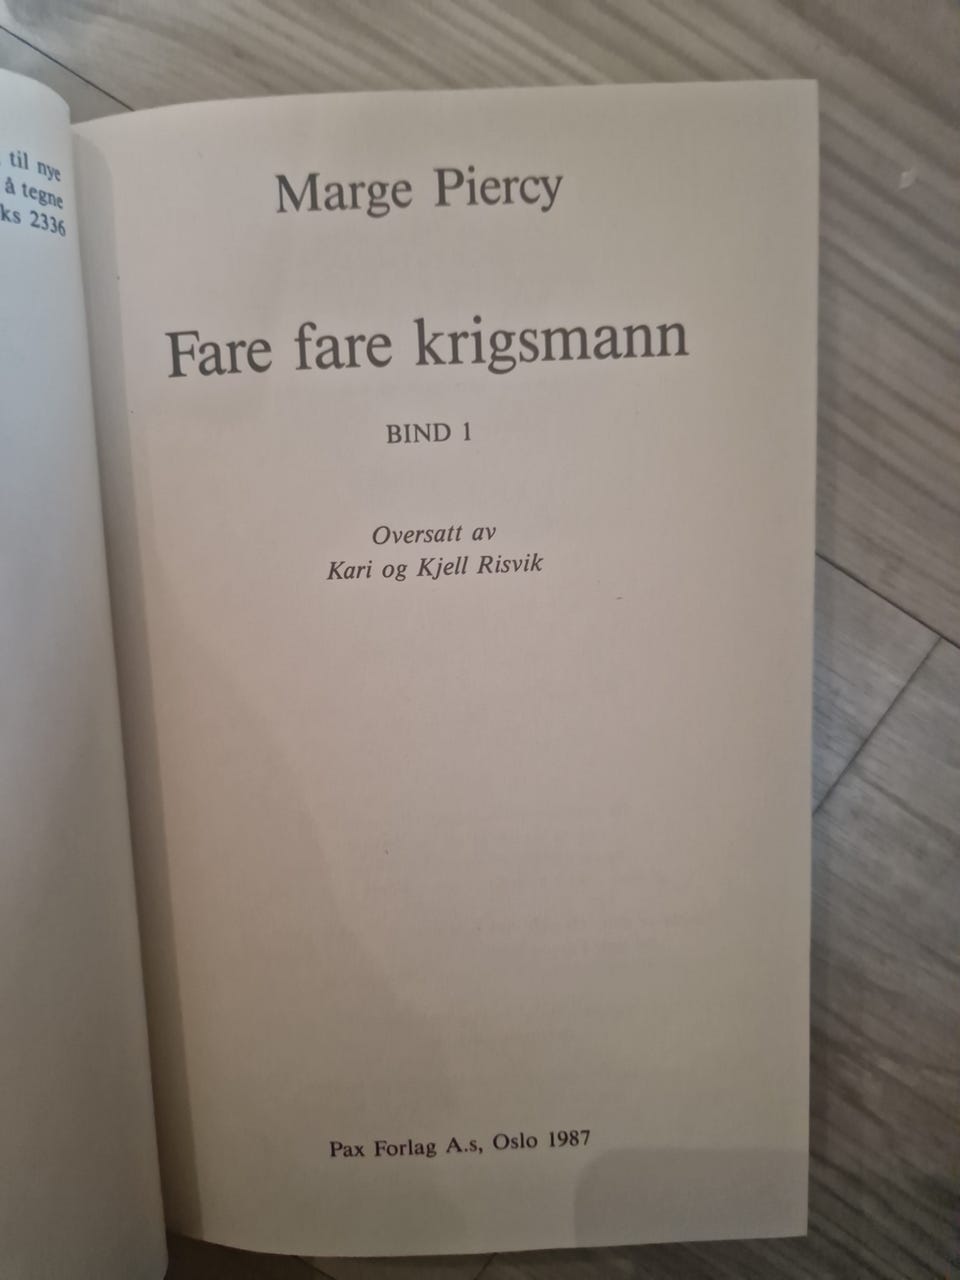 til nye
å tegne
ks 2336
Marge Piercy
Fare fare krigsmann
BIND 1
Oversatt av
Kari og Kjell Risvik
Pax Forlag A.s, Oslo 1987